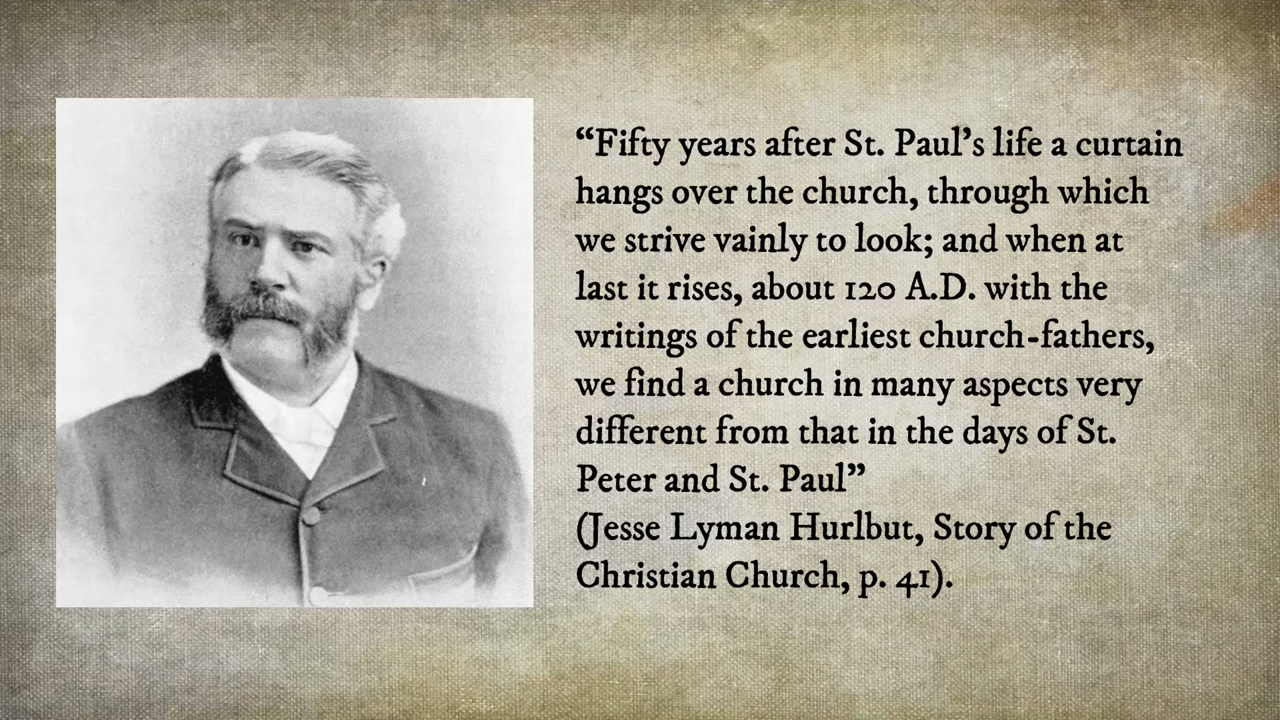 “Fifty years after St. Paul’s life a curtain
hangs over the church, through which
we strive vainly to look; and when at
last it rises, about 120 A.D. with the
writings of the earliest church-fathers,
we find a church in many aspects very
different from that in the days of St.
Peter and St. Paul”
(Jesse Lyman Hurlbut, Story of the
Christian Church, p. 41).